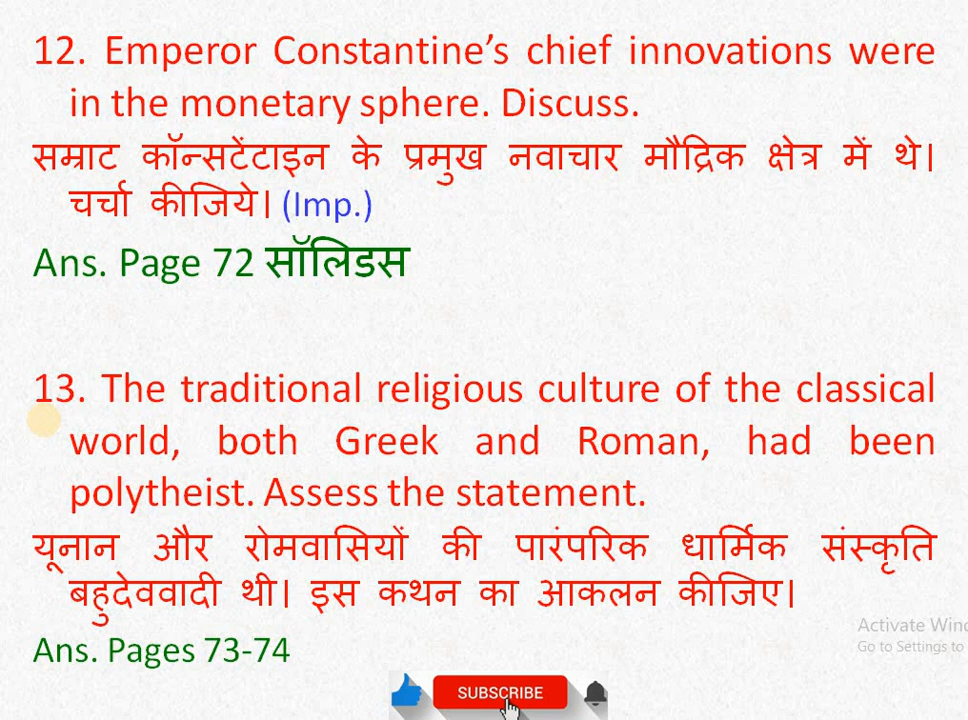 12. Emperor Constantine’s chief innovations were
in the monetary sphere. Discuss.
सम्राट कॉन्सटेंटाइन के प्रमुख नवाचार मौद्रिक क्षेत्र में थे।
चर्चा कीजिये। (Imp.)
Ans. Page 72 सॉलिडस
13. The traditional religious culture of the classical
world, both Greek and Roman, had been
polytheist. Assess the statement.
यूनान और रोमवासियों की पारंपरिक धार्मिक संस्कृति
बहुदेववादी थी। इस कथन का आकलन कीजिए।
Ans. Pages 73-74
Activate Wind
Go to Settings to
SUBSCRIBE